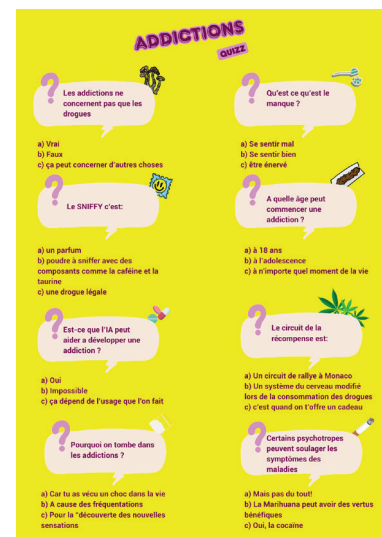 ADDICTIONS
QUIZZ
Les addictions ne
concernent pas que les
drogues
a) Vrai
b) Faux
c) ça peut concerner d'autres choses
Qu'est ce qu'est le
manque ?
a) Se sentir mal
b) Se sentir bien
c) être énervé
Le SNIFFY c'est:
a) un parfum
b) poudre à sniffer avec des
composants comme la caféine et la
taurine
c) une drogue légale
A quelle âge peut
commencer une
addiction ?
a) à 18 ans
b) à l'adolescence
c) à n'importe quel moment de la vie
Est-ce que l'IA peut
aider a développer une
addiction ?
a) Oui
b) Impossible
c) ça dépend de l'usage que l'on fait
Le circuit de la
récompense est:
a) Un circuit de rallye à Monaco
b) Un système du cerveau modifié
lors de la consommation des drogues
c) c'est quand on t'offre un cadeau
Pourquoi on tombe dans
les addictions ?
a) Car tu as vécu un choc dans la vie
b) A cause des fréquentations
c) Pour la "découverte des nouvelles
sensations
Certains psychotropes
peuvent soulager les
symptômes des
maladies
a) Mais pas du tout!
b) La Marihuana peut avoir des vertus
bénéfiques
c) Oui, la cocaïne